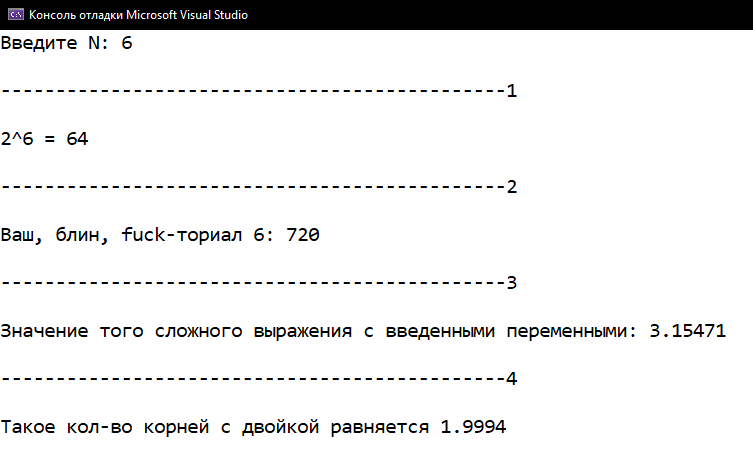 Консоль отладки Microsoft Visual Studio
Введите N: 6
----------------------------------------------1
2^6 = 64
----------------------------------------------2
Ваш, блин, fuck-ториал 6: 720
----------------------------------------------3
Значение того сложного выражения с введенными переменными: 3.15471
----------------------------------------------4
Такое кол-во корней с двойкой равняется 1.9994